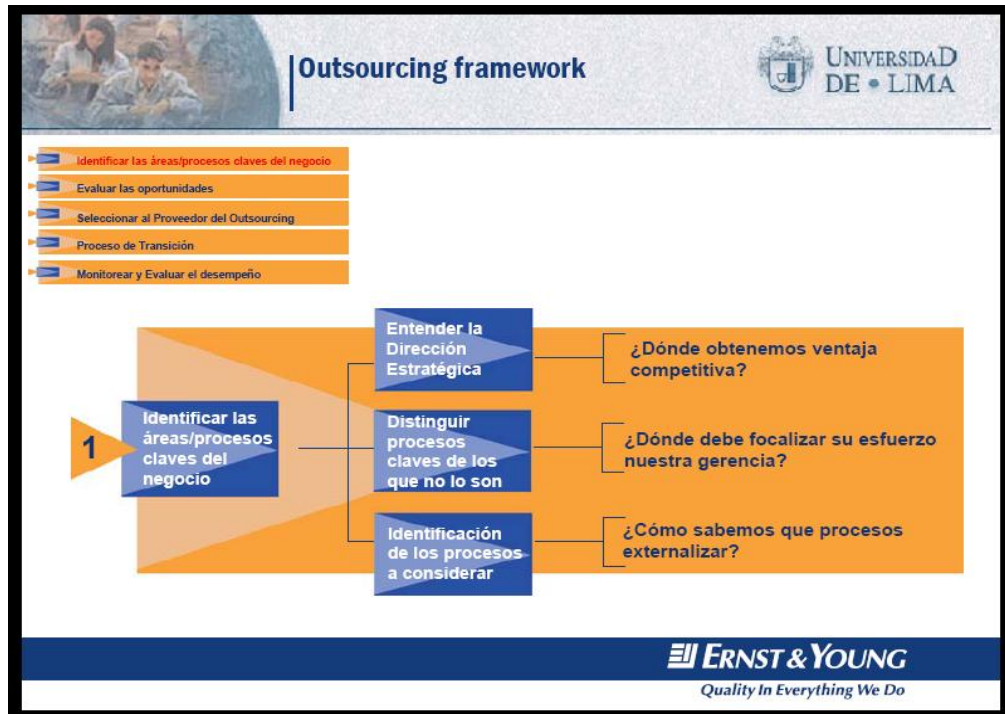 Outsourcing framework
UNIVERSIDAD
DE • LIMA
Identificar las áreas/procesos claves del negocio
Evaluar las oportunidades
Seleccionar al Proveedor del Outsourcing
Proceso de Transición
Monitorear y Evaluar el desempeño
1
Identificar las
áreas/procesos
claves del
negocio
Entender la
Dirección
Estratégica
¿Dónde obtenemos ventaja
competitiva?
Distinguir
procesos
claves de los
que no lo son
¿Dónde debe focalizar su esfuerzo
nuestra gerencia?
Identificación
de los procesos
a considerar
¿Cómo sabemos que procesos
externalizar?
ERNST & YOUNG
Quality In Everything We Do